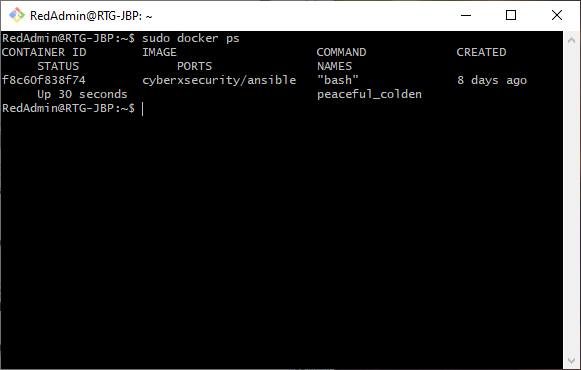 RedAdmin@RTG-JBP: ~
RedAdmin@RTG-JBP:~$ sudo docker ps
CONTAINER ID        IMAGE                    COMMAND             CREATED
     STATUS              PORTS               NAMES
f8c60f838f74        cyberxsecurity/ansible   "bash"              8 days ago
     Up 30 seconds                           peaceful_colden
RedAdmin@RTG-JBP:~$